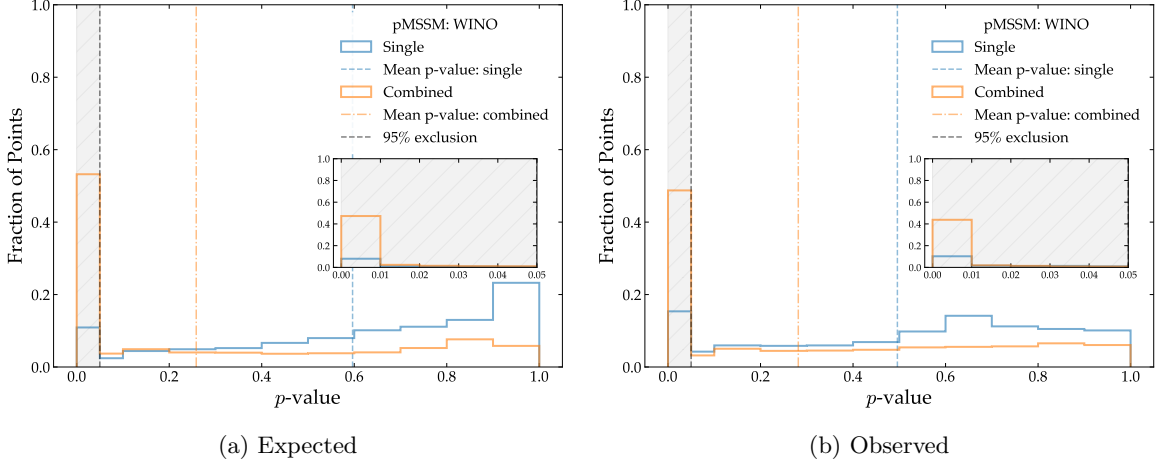 pMSSM: WINO
Single
Mean p-value: single
Combined
Mean p-value: combined
95% exclusion
Fraction of Points
1.0
0.8
0.6
0.4
0.2
0.0
0.0 0.2 0.4 0.6 0.8 1.0
p-value
1.0
0.8
0.6
0.4
0.2
0.0
0.00 0.01 0.02 0.03 0.04 0.05
(a) Expected
pMSSM: WINO
Single
Mean p-value: single
Combined
Mean p-value: combined
95% exclusion
Fraction of Points
1.0
0.8
0.6
0.4
0.2
0.0
0.0 0.2 0.4 0.6 0.8 1.0
p-value
1.0
0.8
0.6
0.4
0.2
0.0
0.00 0.01 0.02 0.03 0.04 0.05
(b) Observed